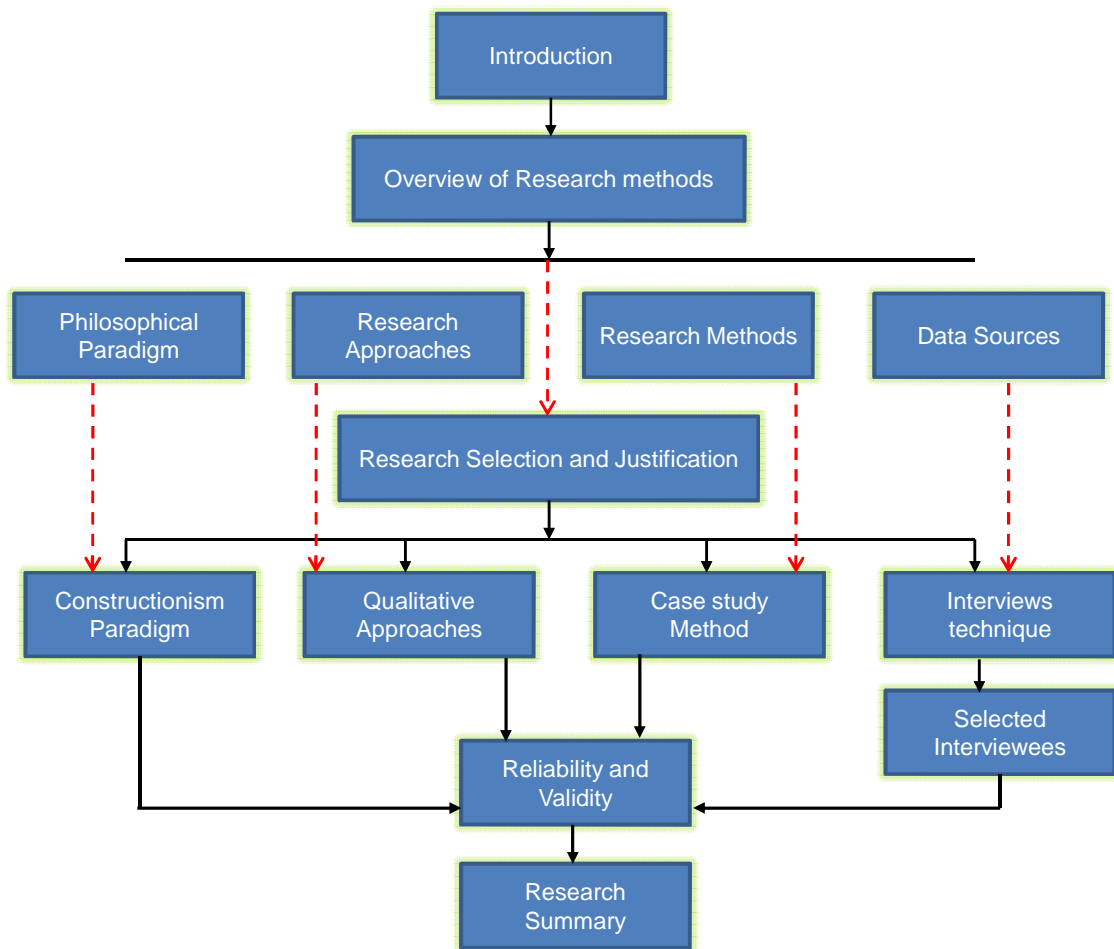 Introduction
Overview of Research methods
Philosophical
Paradigm
Research
Approaches
Research Methods
Data Sources
Research Selection and Justification
Constructionism
Paradigm
Qualitative
Approaches
Case study
Method
Interviews
technique
Selected
Interviewees
Reliability and
Validity
Research
Summary